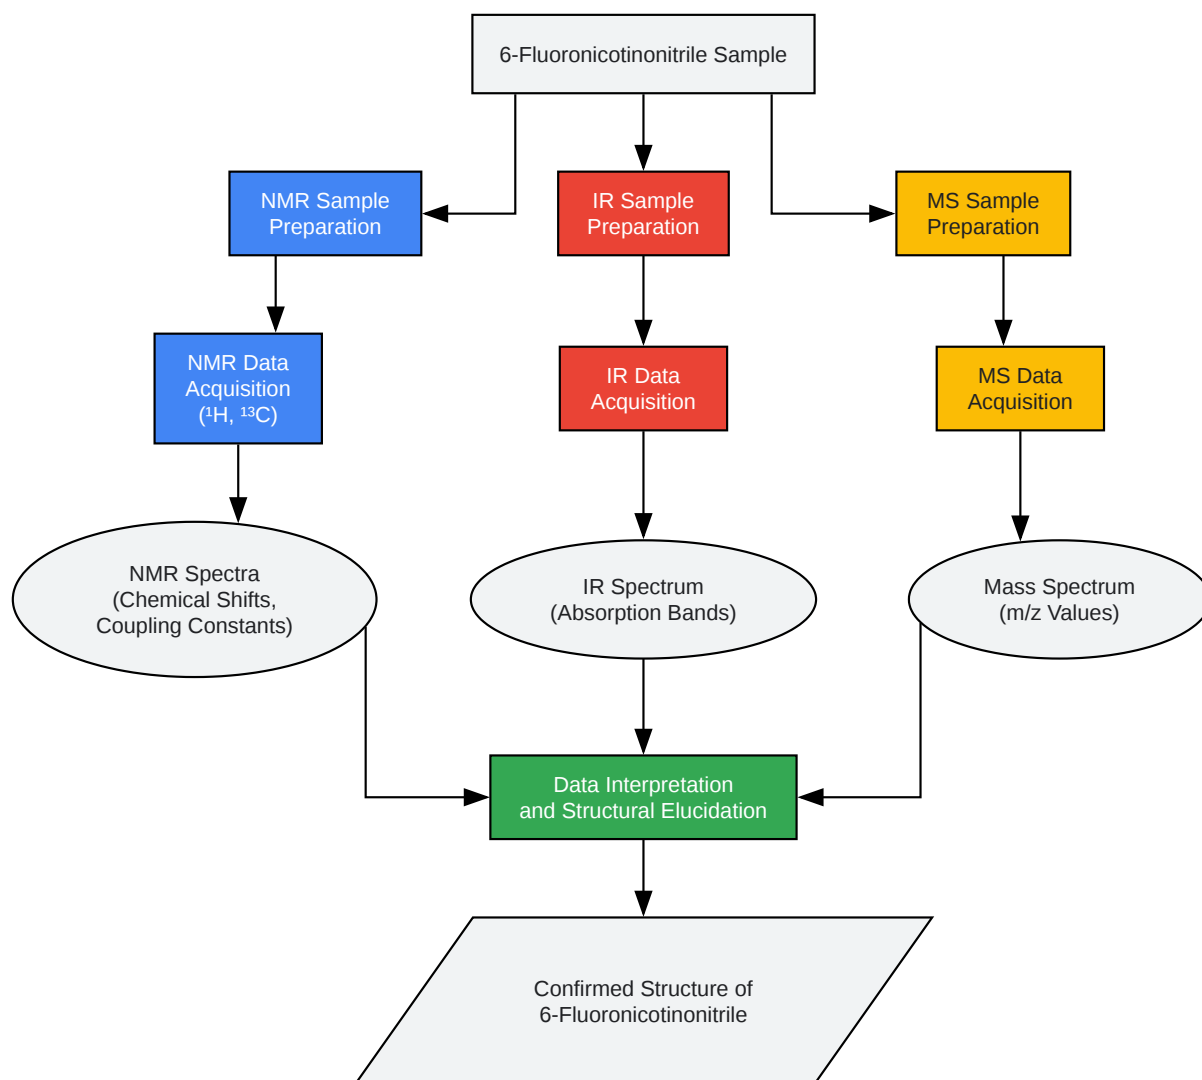 6-Fluoronicotinonitrile Sample
NMR Sample
Preparation
IR Sample
Preparation
MS Sample
Preparation
NMR Data
Acquisition
(¹H, ¹³C)
IR Data
Acquisition
MS Data
Acquisition
NMR Spectra
(Chemical Shifts,
Coupling Constants)
IR Spectrum
(Absorption Bands)
Mass Spectrum
(m/z Values)
Data Interpretation
and Structural Elucidation
Confirmed Structure of
6-Fluoronicotinonitrile